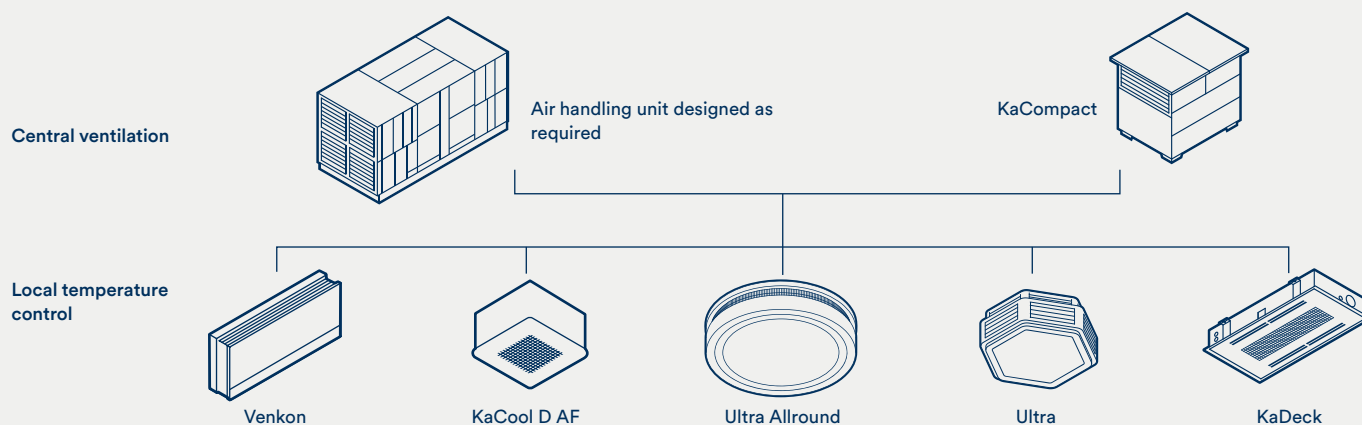 Central ventilation
Air handling unit designed as
required
KaCompact
Local temperature
control
Venkon
KaCool D AF
Ultra Allround
Ultra
KaDeck